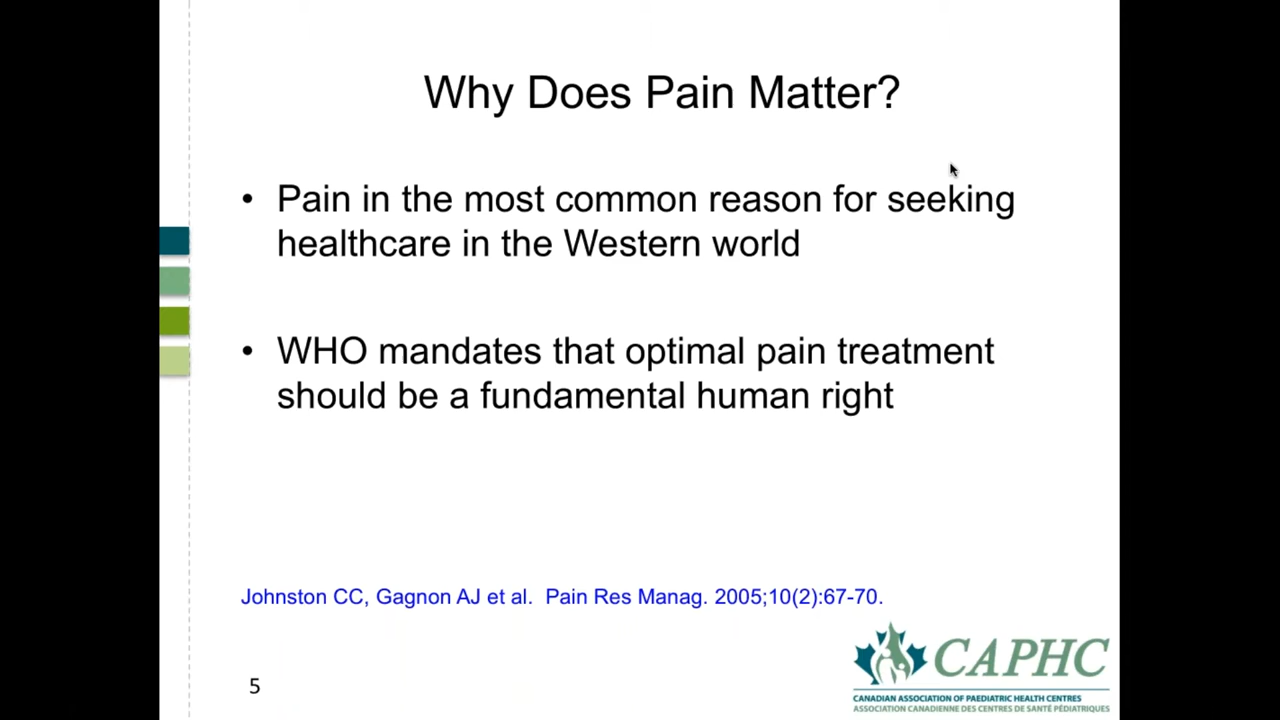 Why Does Pain Matter?
• Pain in the most common reason for seeking
healthcare in the Western world
• WHO mandates that optimal pain treatment
should be a fundamental human right
Johnston CC, Gagnon AJ et al.  Pain Res Manag. 2005;10(2):67-70.
5
CAPHC
CANADIAN ASSOCIATION OF PAEDIATRIC HEALTH CENTRES
ASSOCIATION CANADIENNE DES CENTRES DE SANTÉ PÉDIATRIQUES